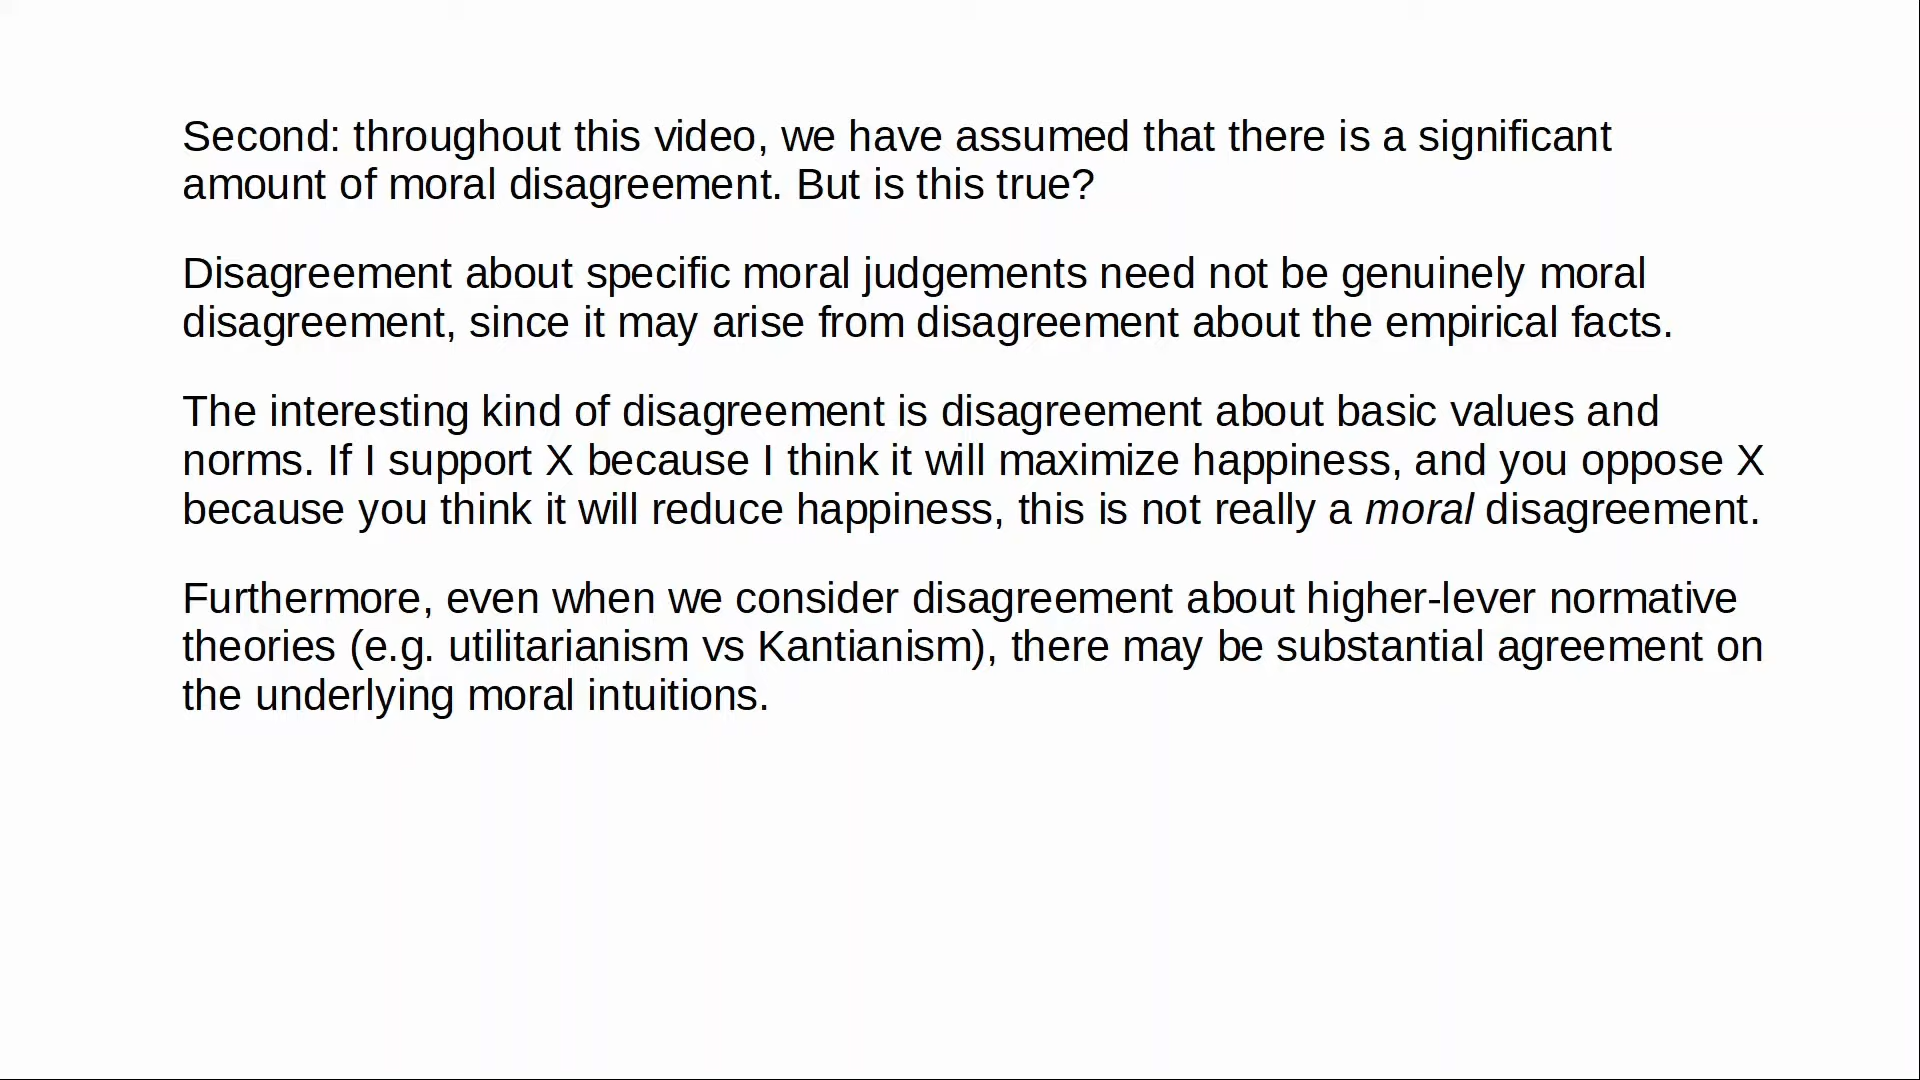 Second: throughout this video, we have assumed that there is a significant
amount of moral disagreement. But is this true?
Disagreement about specific moral judgements need not be genuinely moral
disagreement, since it may arise from disagreement about the empirical facts.
The interesting kind of disagreement is disagreement about basic values and
norms. If I support X because I think it will maximize happiness, and you oppose X
because you think it will reduce happiness, this is not really a moral disagreement.
Furthermore, even when we consider disagreement about higher-lever normative
theories (e.g. utilitarianism vs Kantianism), there may be substantial agreement on
the underlying moral intuitions.